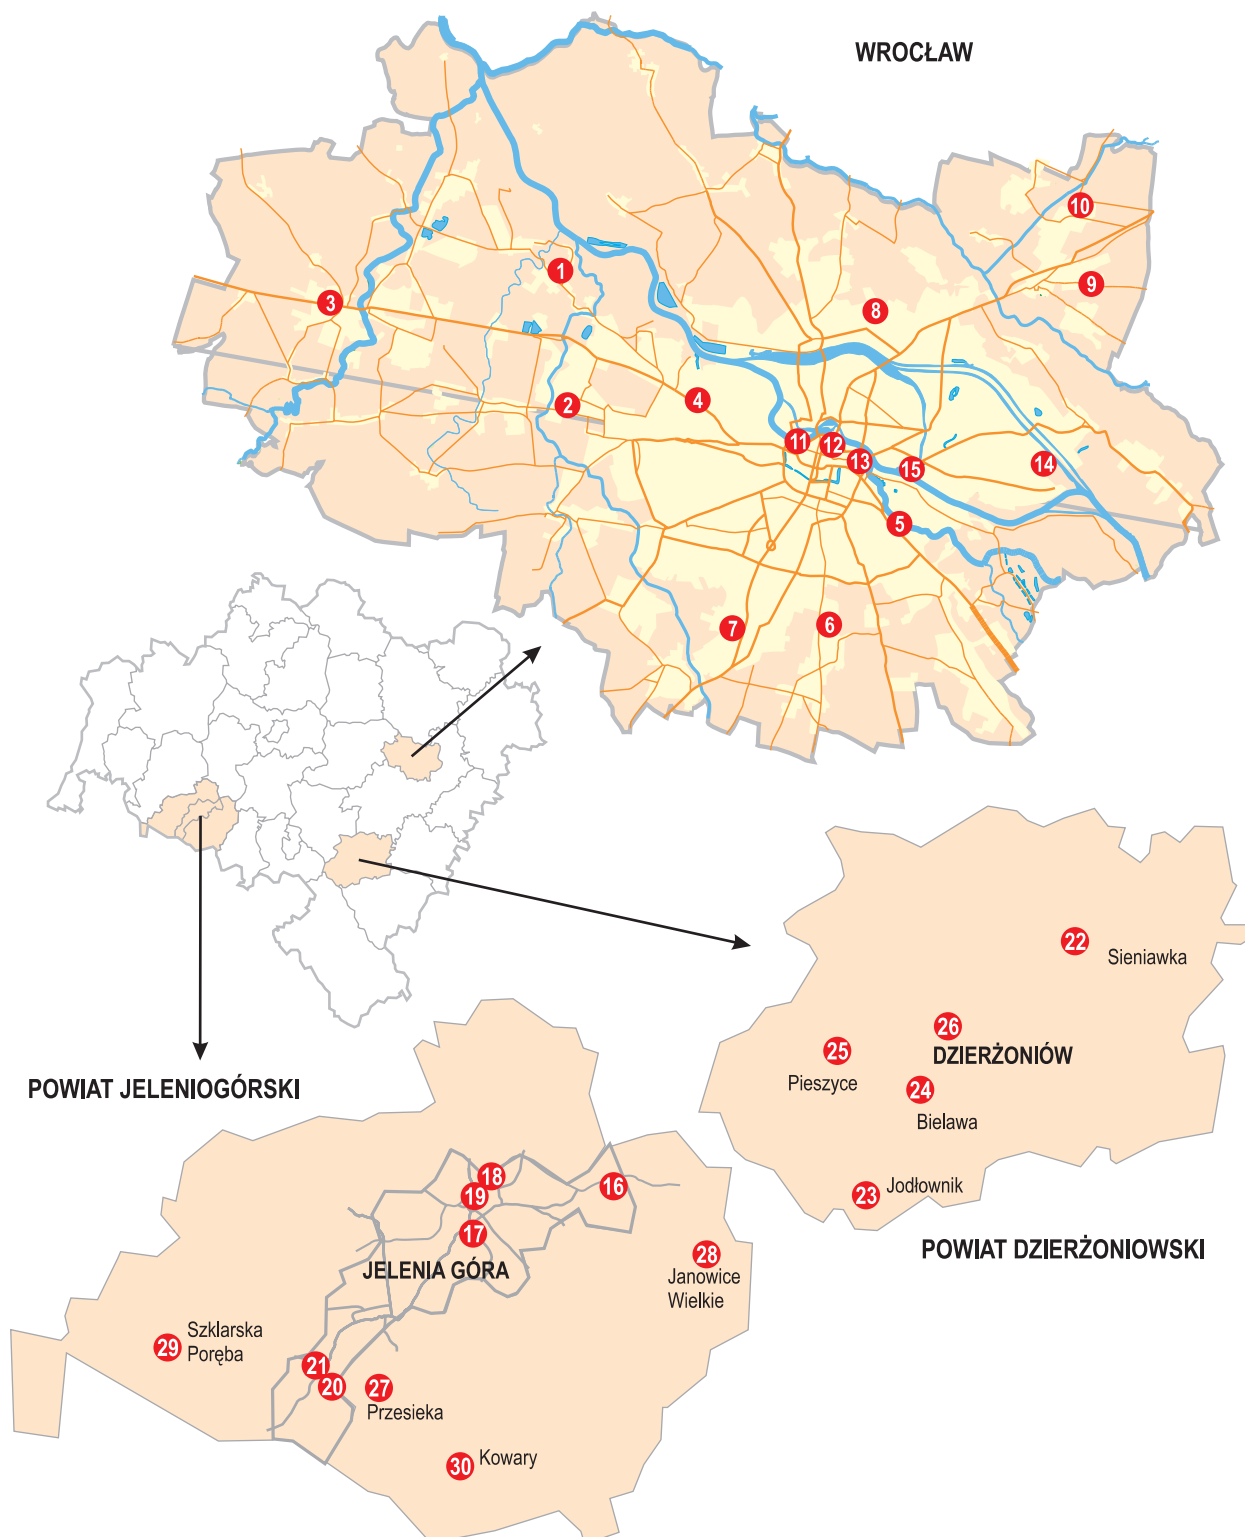 WROCŁAW
10
1
9
3
8
4
2
11
12
13
15
14
5
6
7
22
Sieniawka
26
DZIERŻONIÓW
25
Pieszyce
24
Bielawa
23
Jodłownik
POWIAT DZIERŻONIOWSKI
POWIAT JELENIOGÓRSKI
18
19
16
17
JELENIA GÓRA
28
Janowice
Wielkie
29
Szklarska
Poręba
21
20
27
Przesieka
30
Kowary